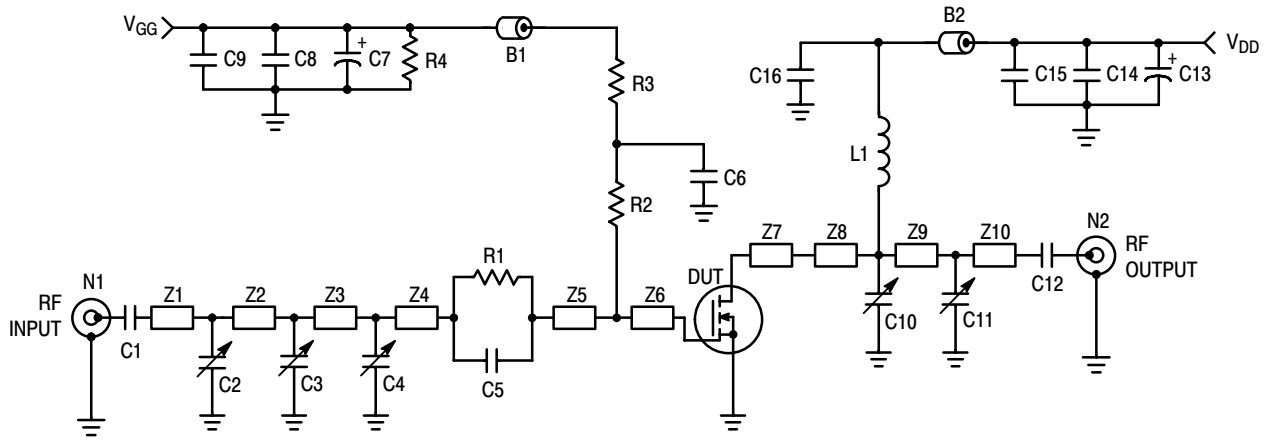 VGG
C9
C8
+
C7
R4
B1
R3
C6
R2
B2
VDD
C16
C15
C14
+
C13
L1
N1
RF
INPUT
C1
Z1
C2
Z2
C3
Z3
C4
Z4
R1
C5
Z5
Z6
DUT
Z7
Z8
C10
Z9
C11
Z10
C12
N2
RF
OUTPUT